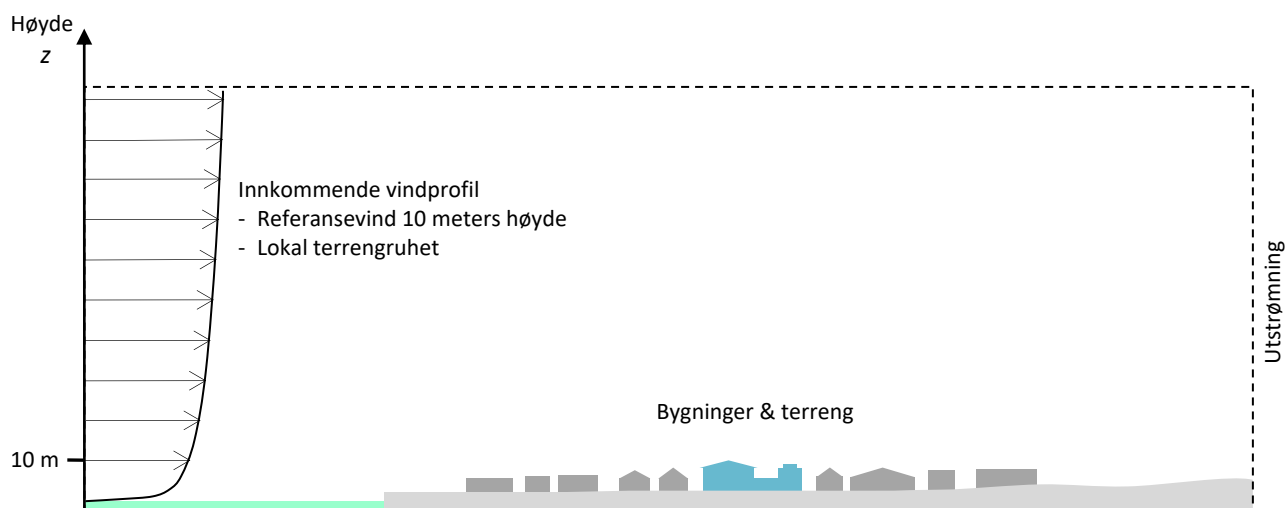 Høyde
z
Innkommende vindprofil
- Referansevind 10 meters høyde
- Lokal terrengruhet
Utstrømning
Bygninger & terreng
10 m